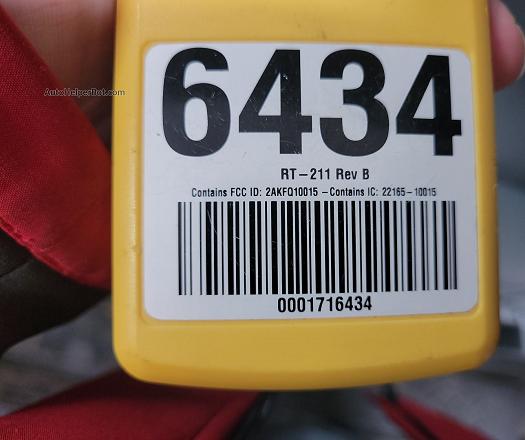 AutoHelperBot.com
6434
RT-211 Rev B
Contains FCC ID: 2AKFQ10015 - Contains IC: 22165-10015
0001716434